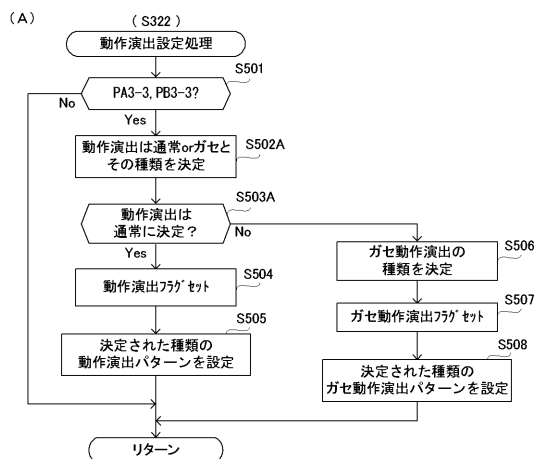 (A)
(S322)
動作演出設定処理
S501
PA3-3, PB3-3?
No
Yes
S502A
動作演出は通常orガセと
その種類を決定
S503A
動作演出は
通常に決定？
No
Yes
S506
ガセ動作演出の
種類を決定
S504
動作演出フラグセット
S507
ガセ動作演出フラグセット
S505
決定された種類の
動作演出パターンを設定
S508
決定された種類の
ガセ動作演出パターンを設定
リターン